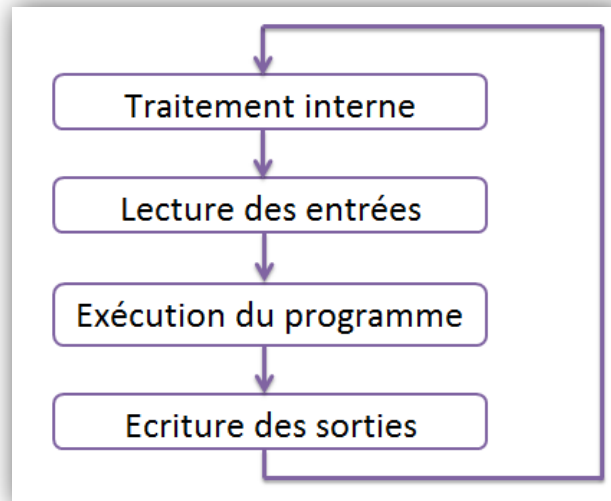 Traitement interne
Lecture des entrées
Exécution du programme
Ecriture des sorties